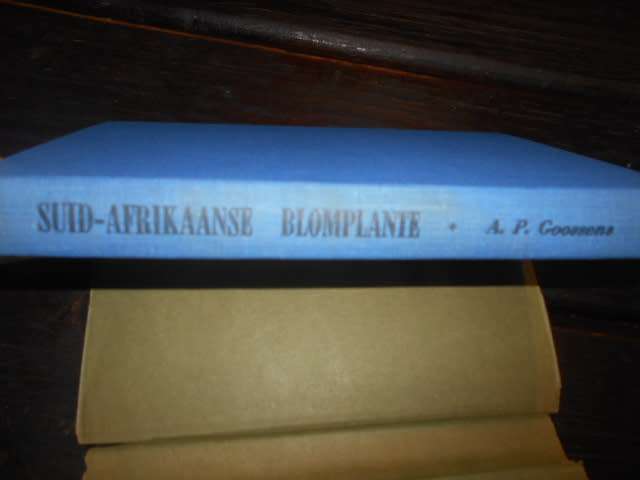 SUID-AFRIKAANSE BLOMPLANTE • A. P. Goossens